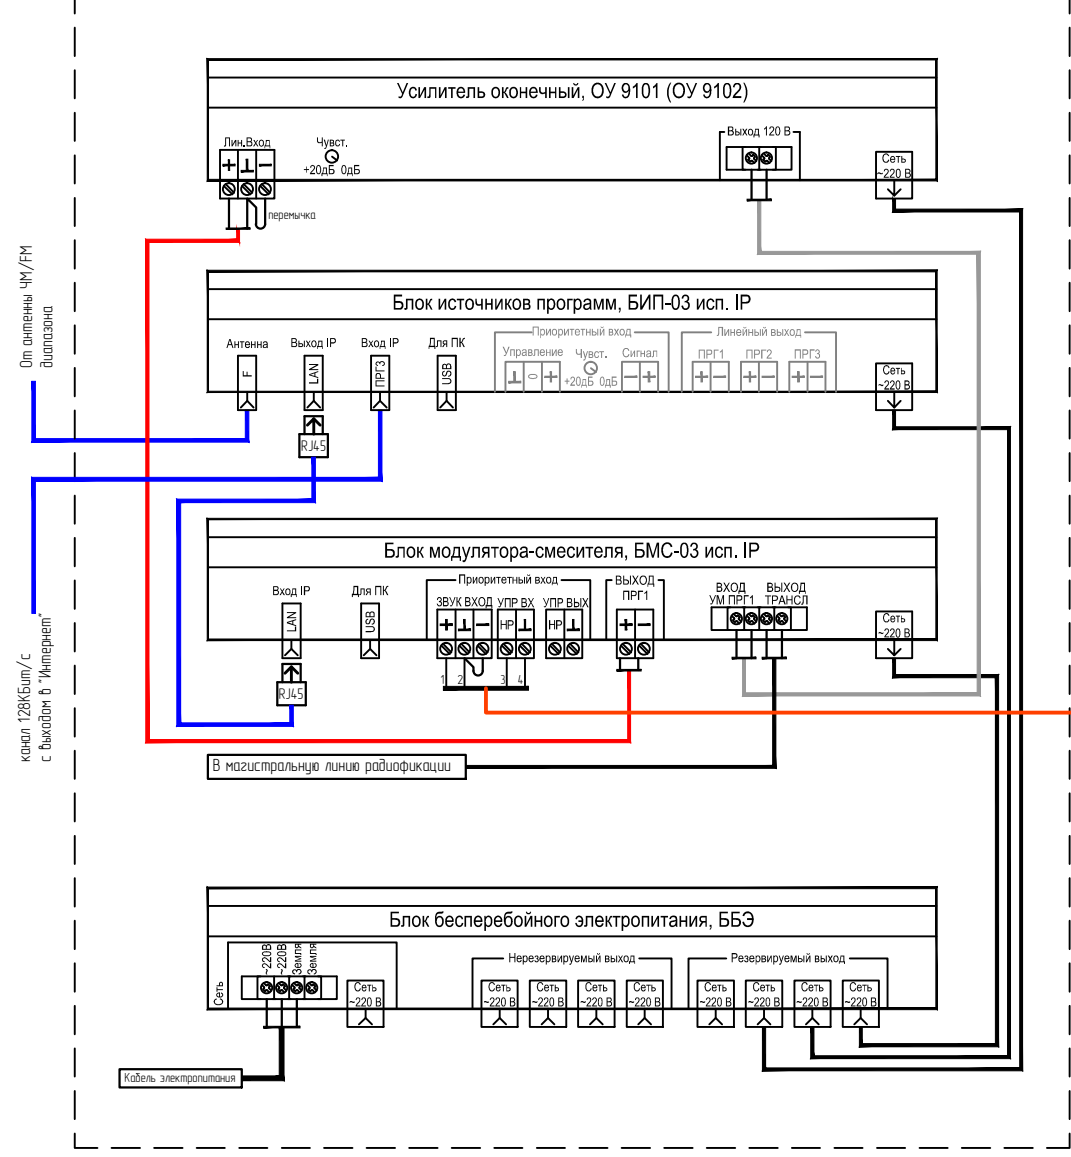 Усилитель оконечный, ОУ 9101 (ОУ 9102)
Лин.Вход
Чувст.
+20дБ 0дБ
Выход 120 В
Сеть
~220 В
+ ⊥ −
перемычка
От антенны ЧМ/FM
диапазона
Блок источников программ, БИП-03 исп. IP
Антенна
Выход IP
Вход IP
Для ПК
F
LAN
ПРГ3
USB
Приоритетный вход
Управление
Чувст.
Сигнал
⊥ 0 +
+20дБ 0дБ
− +
Линейный выход
ПРГ1
ПРГ2
ПРГ3
+ −
+ −
+ −
Сеть
~220 В
RJ45
канал 128КБит/с
с выходом в "Интернет"
Блок модулятора-смесителя, БМС-03 исп. IP
Вход IP
Для ПК
LAN
USB
Приоритетный вход
ЗВУК ВХОД
УПР ВХ
УПР ВЫХ
+ ⊥ −
НР ⊥
НР ⊥
1 2 3 4
ВЫХОД
ПРГ1
+ −
ВХОД
УМ ПРГ1
ВЫХОД
ТРАНСЛ
Сеть
~220 В
RJ45
В магистральную линию радиофикации
Блок бесперебойного электропитания, ББЭ
Сеть
~220В
~220В
Земля
Земля
Сеть
~220 В
Нерезервируемый выход
Сеть
~220 В
Сеть
~220 В
Сеть
~220 В
Сеть
~220 В
Резервируемый выход
Сеть
~220 В
Сеть
~220 В
Сеть
~220 В
Сеть
~220 В
Кабель электропитания